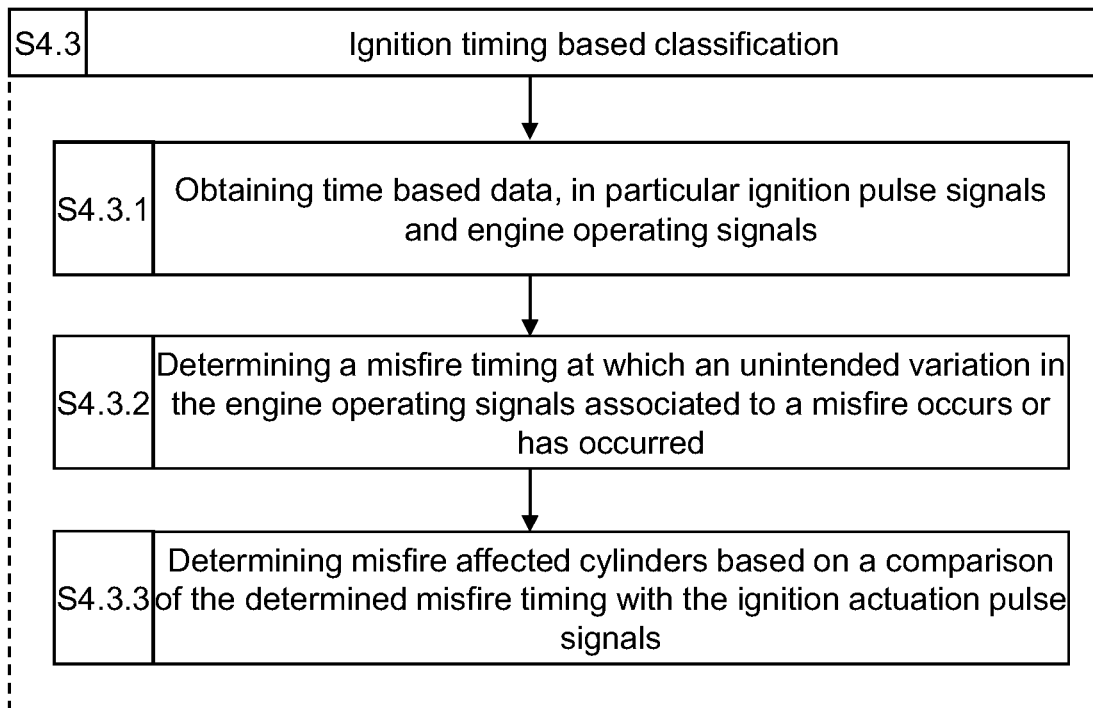 S4.3 Ignition timing based classification
S4.3.1
Obtaining time based data, in particular ignition pulse signals
and engine operating signals
S4.3.2
Determining a misfire timing at which an unintended variation in
the engine operating signals associated to a misfire occurs or
has occurred
S4.3.3
Determining misfire affected cylinders based on a comparison
of the determined misfire timing with the ignition actuation pulse
signals